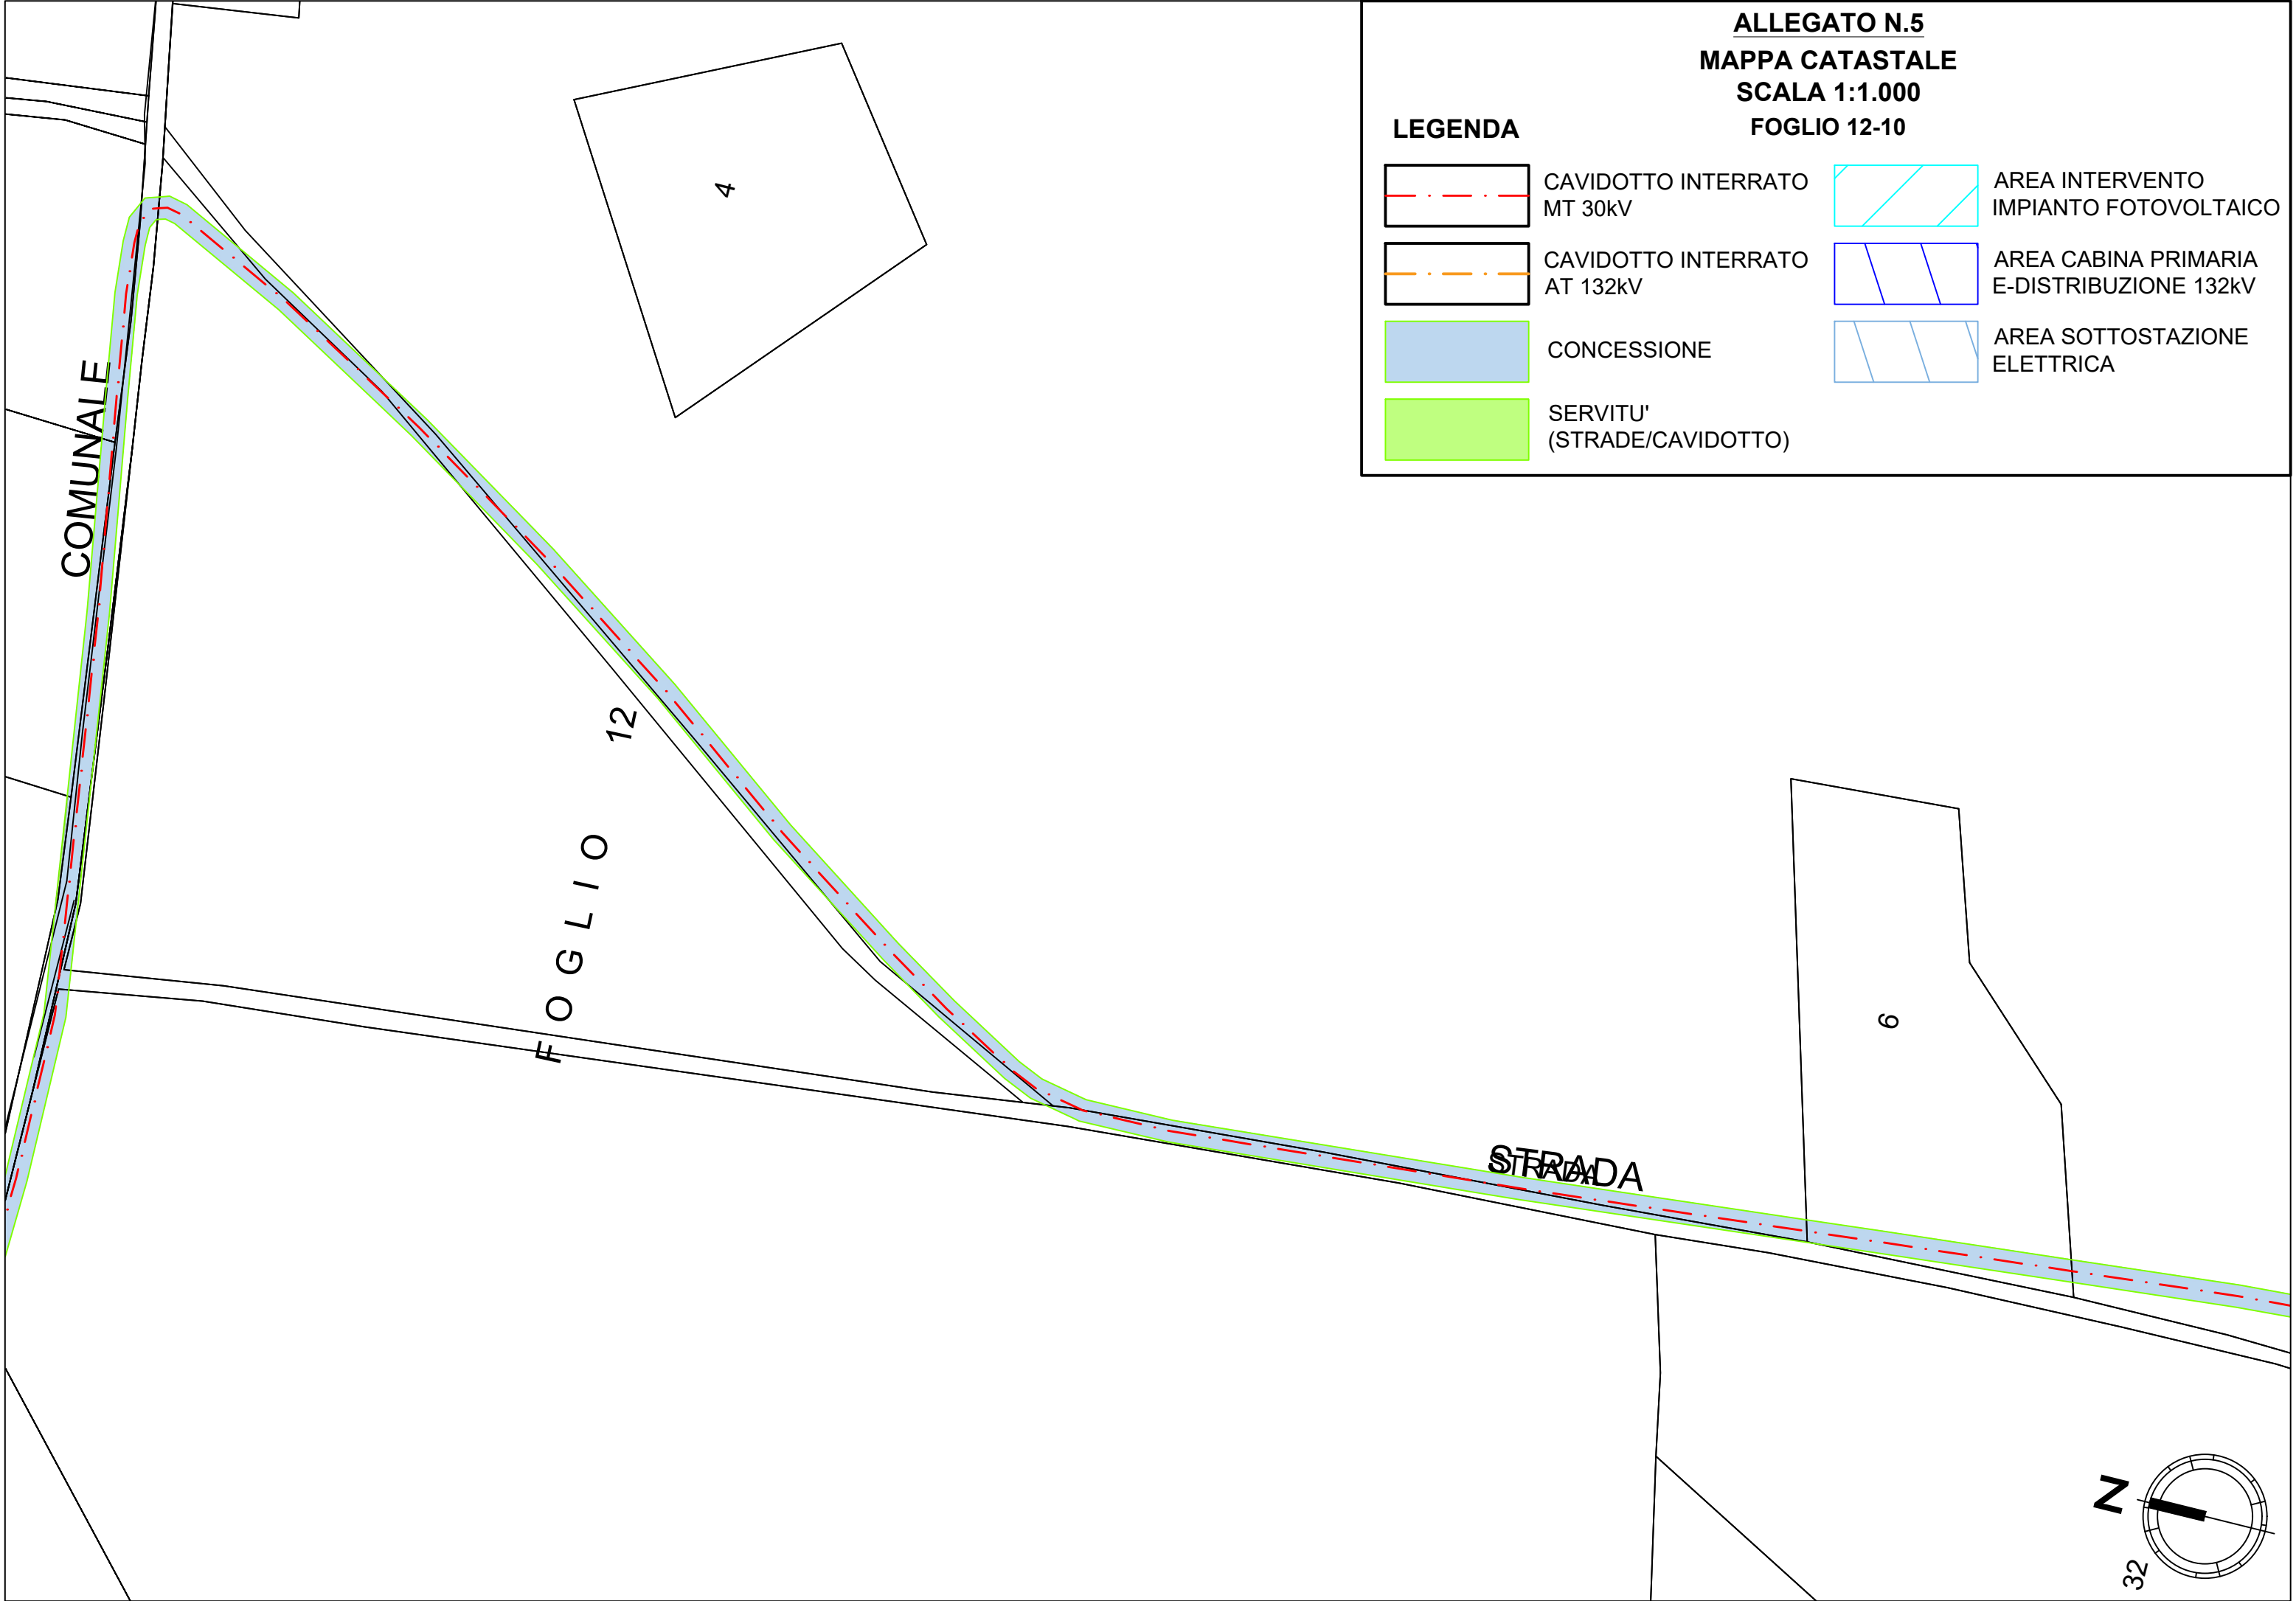 ALLEGATO N.5
MAPPA CATASTALE
SCALA 1:1.000
FOGLIO 12-10
LEGENDA
CAVIDOTTO INTERRATO
MT 30kV
CAVIDOTTO INTERRATO
AT 132kV
CONCESSIONE
SERVITU'
(STRADE/CAVIDOTTO)
AREA INTERVENTO
IMPIANTO FOTOVOLTAICO
AREA CABINA PRIMARIA
E-DISTRIBUZIONE 132kV
AREA SOTTOSTAZIONE
ELETTRICA
4
COMUNALE
12
FOGLIO
6
STRADA
STRADA
N
32